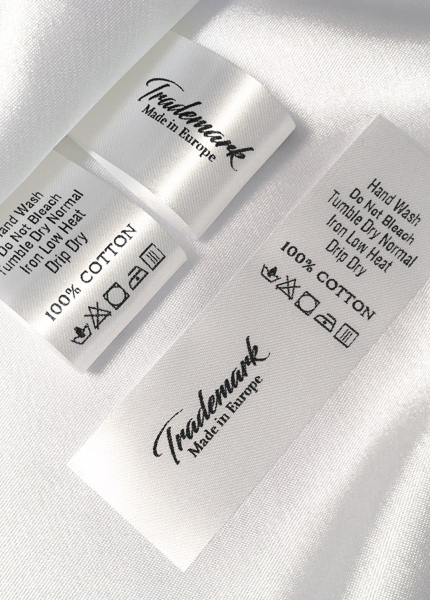 Trademark
Made in Europe
Hand Wash
Do Not Bleach
Tumble Dry Normal
Iron Low Heat
Drip Dry
100% COTTON
Hand Wash
Do Not Bleach
Tumble Dry Normal
Iron Low Heat
Drip Dry
100% COTTON
Trademark
Made in Europe